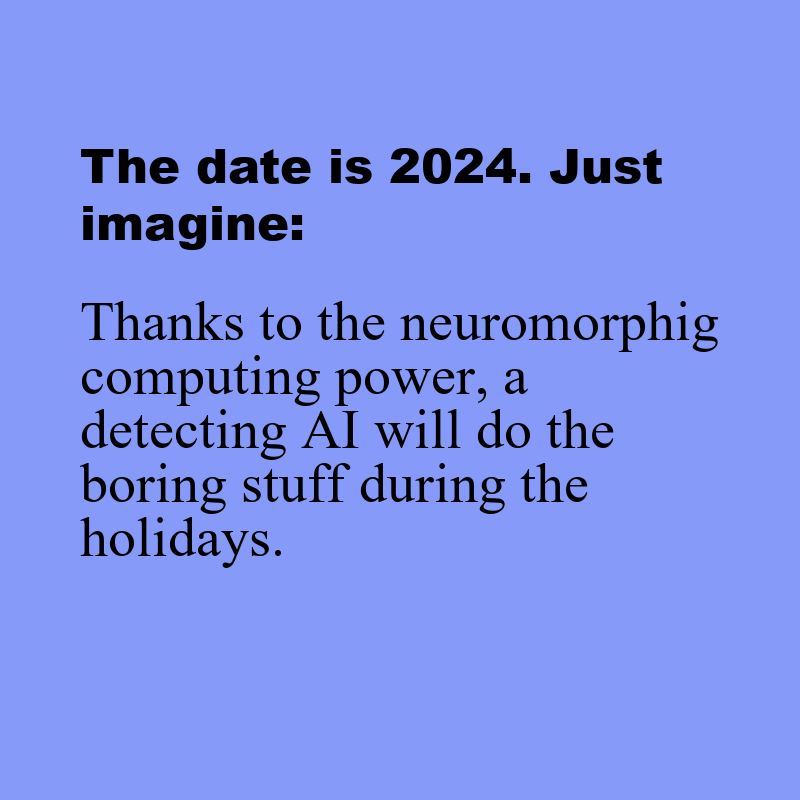 The date is 2024. Just
imagine:
Thanks to the neuromorphig
computing power, a
detecting AI will do the
boring stuff during the
holidays.